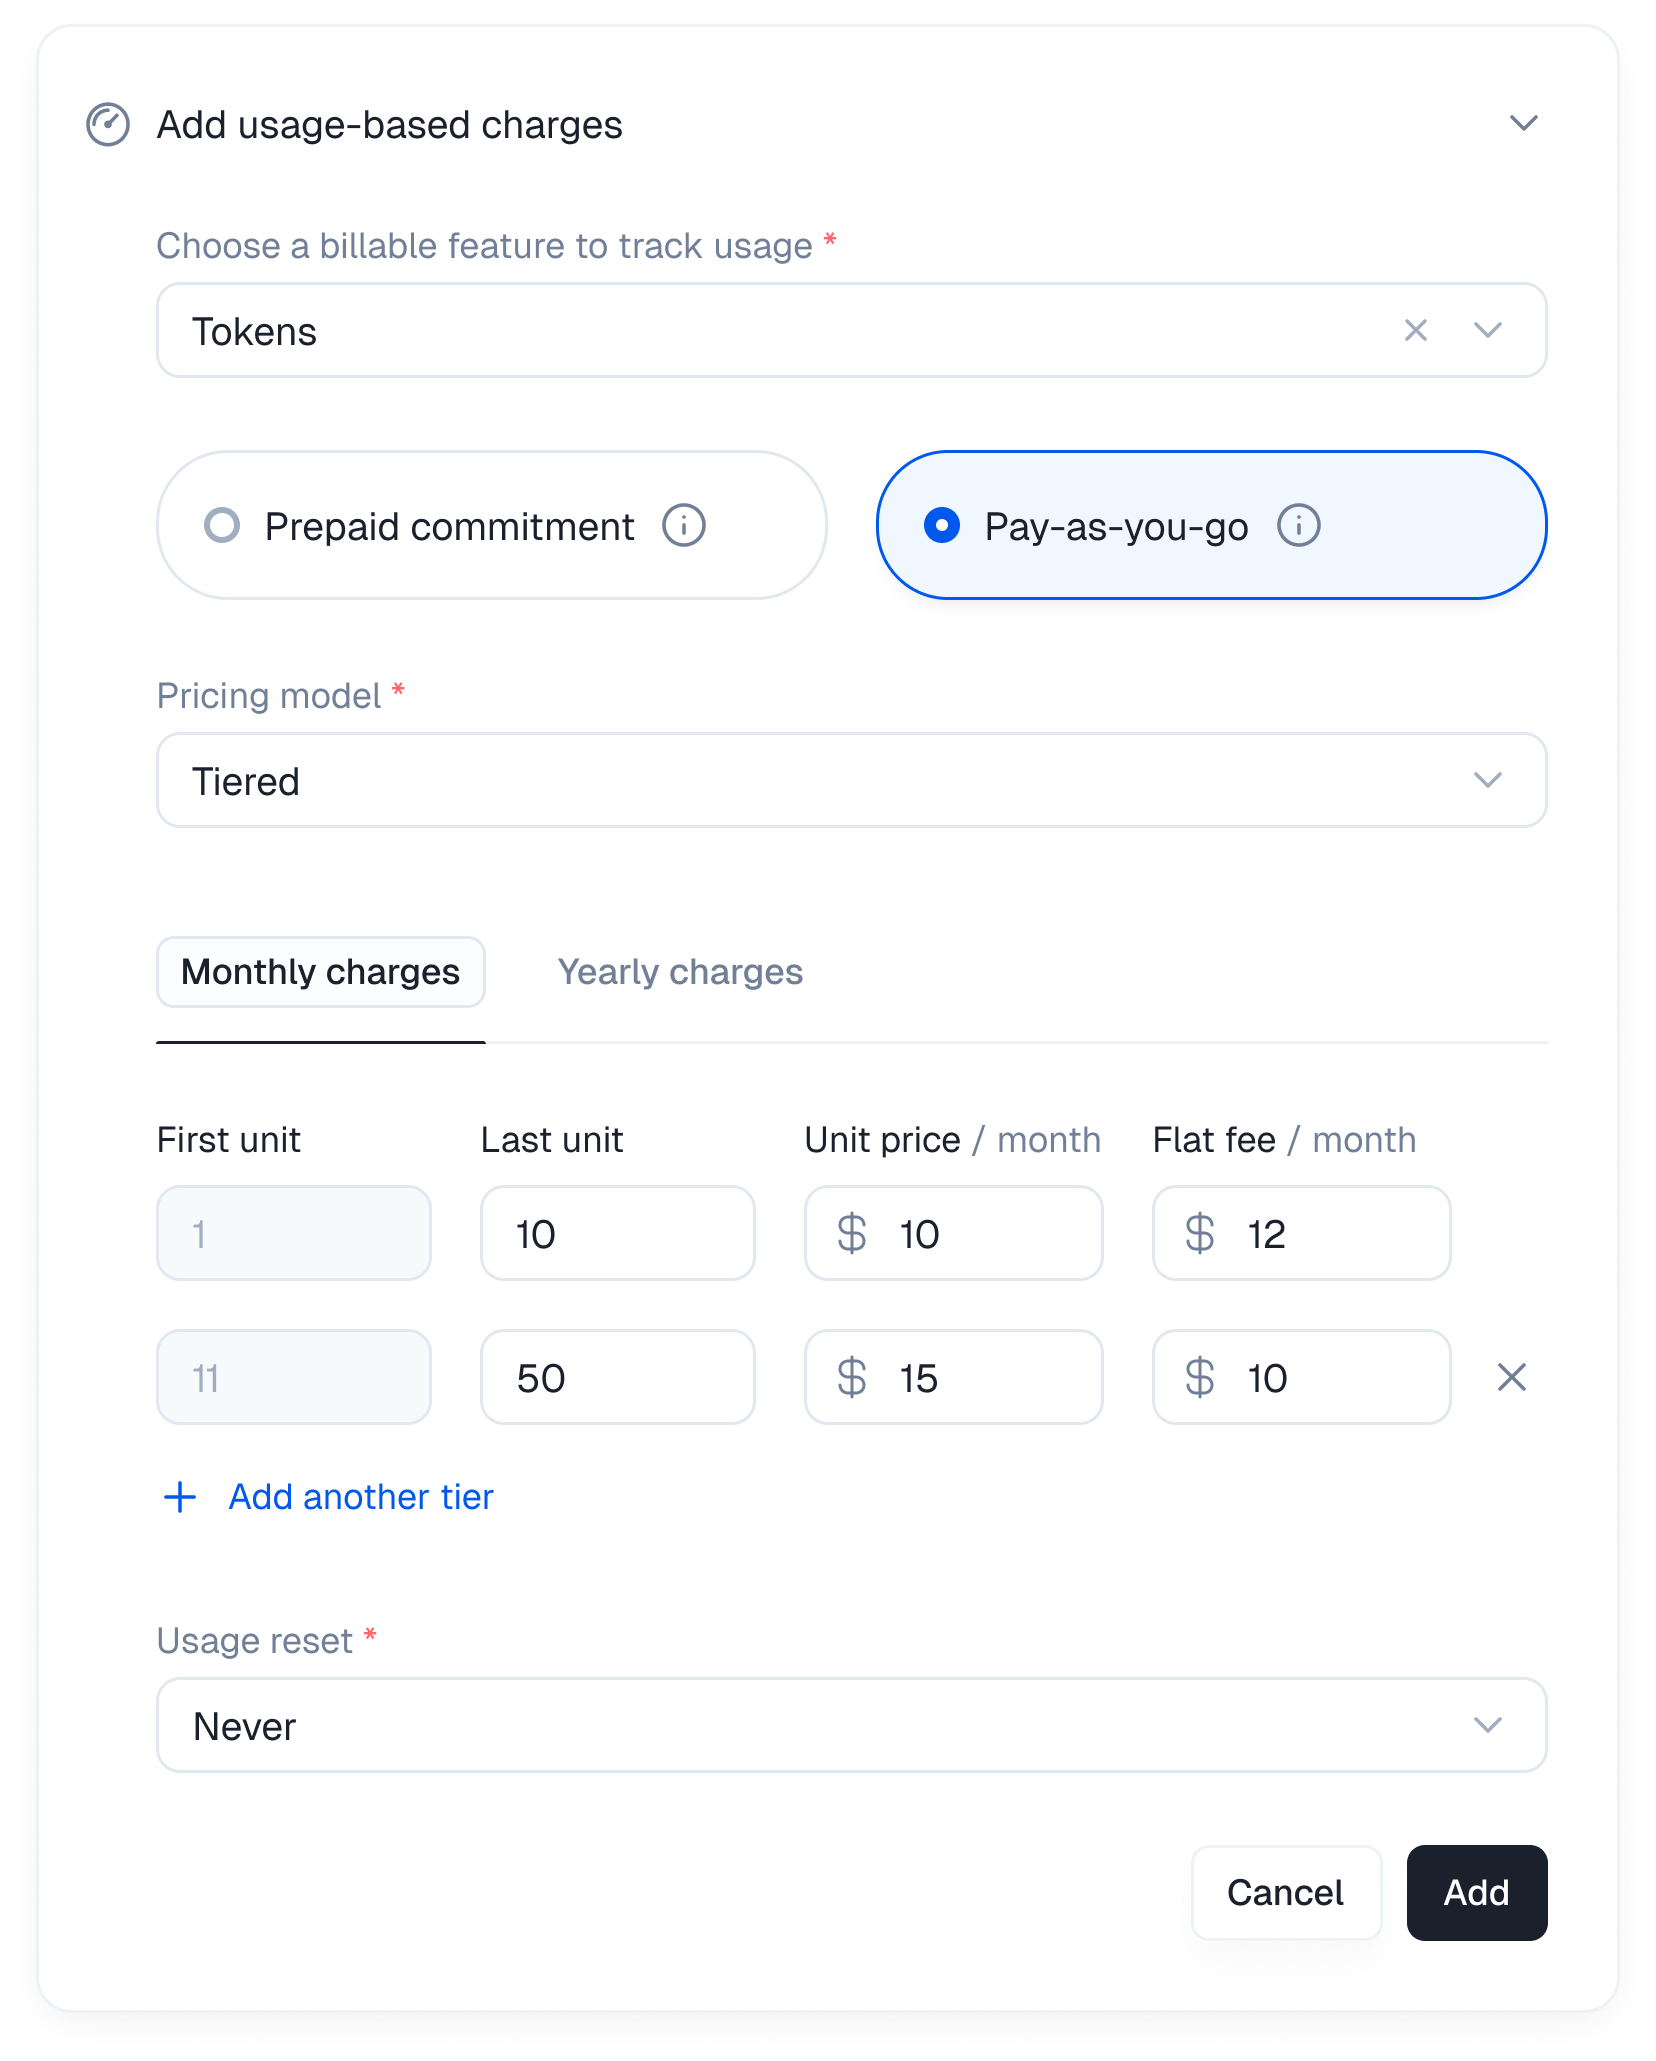 Add usage-based charges
Choose a billable feature to track usage *
Tokens
Prepaid commitment
Pay-as-you-go
Pricing model *
Tiered
Monthly charges
Yearly charges
First unit
Last unit
Unit price / month
Flat fee / month
1
10
$ 10
$ 12
11
50
$ 15
$ 10
+ Add another tier
Usage reset *
Never
Cancel
Add